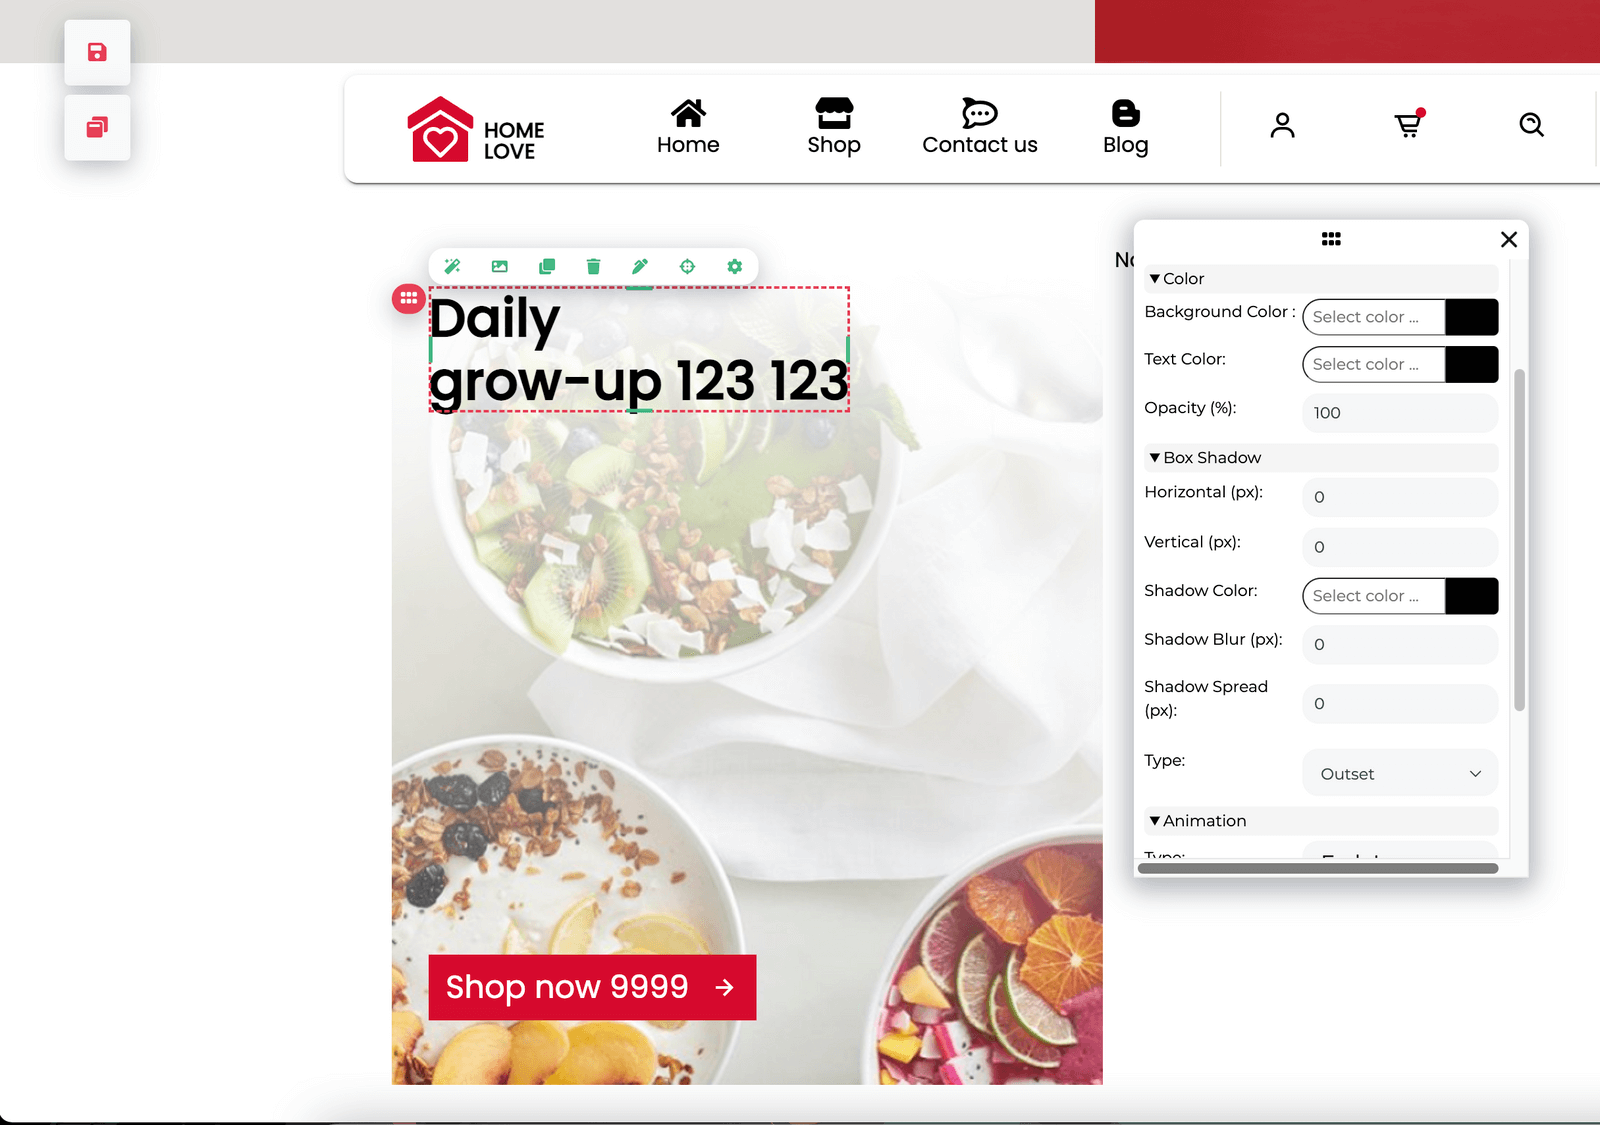 HOME
LOVE
Home
Shop
Contact us
Blog
Daily
grow-up 123 123
Shop now 9999
Color
Background Color :
Select color ...
Text Color:
Select color ...
Opacity (%):
100
Box Shadow
Horizontal (px):
0
Vertical (px):
0
Shadow Color:
Select color ...
Shadow Blur (px):
0
Shadow Spread
(px):
0
Type:
Outset
Animation
Type: